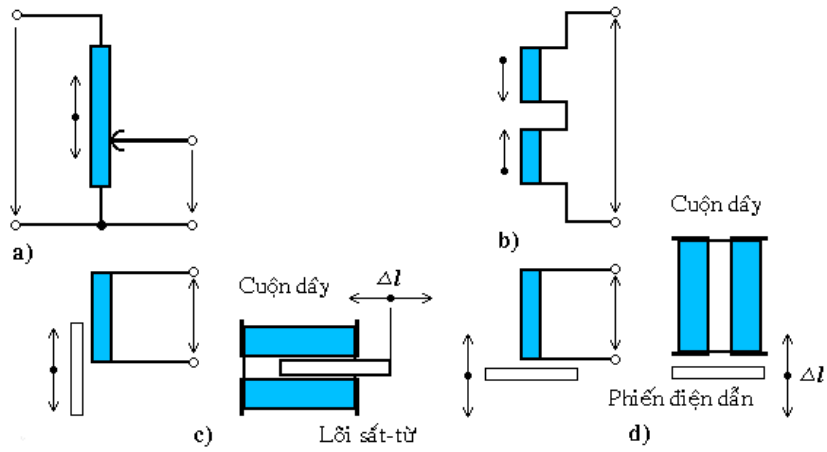 a)
b)
Cuộn dây
Cuộn dây
Δl
Δl
Phiến điện dẫn
c)
Lõi sắt-từ
d)